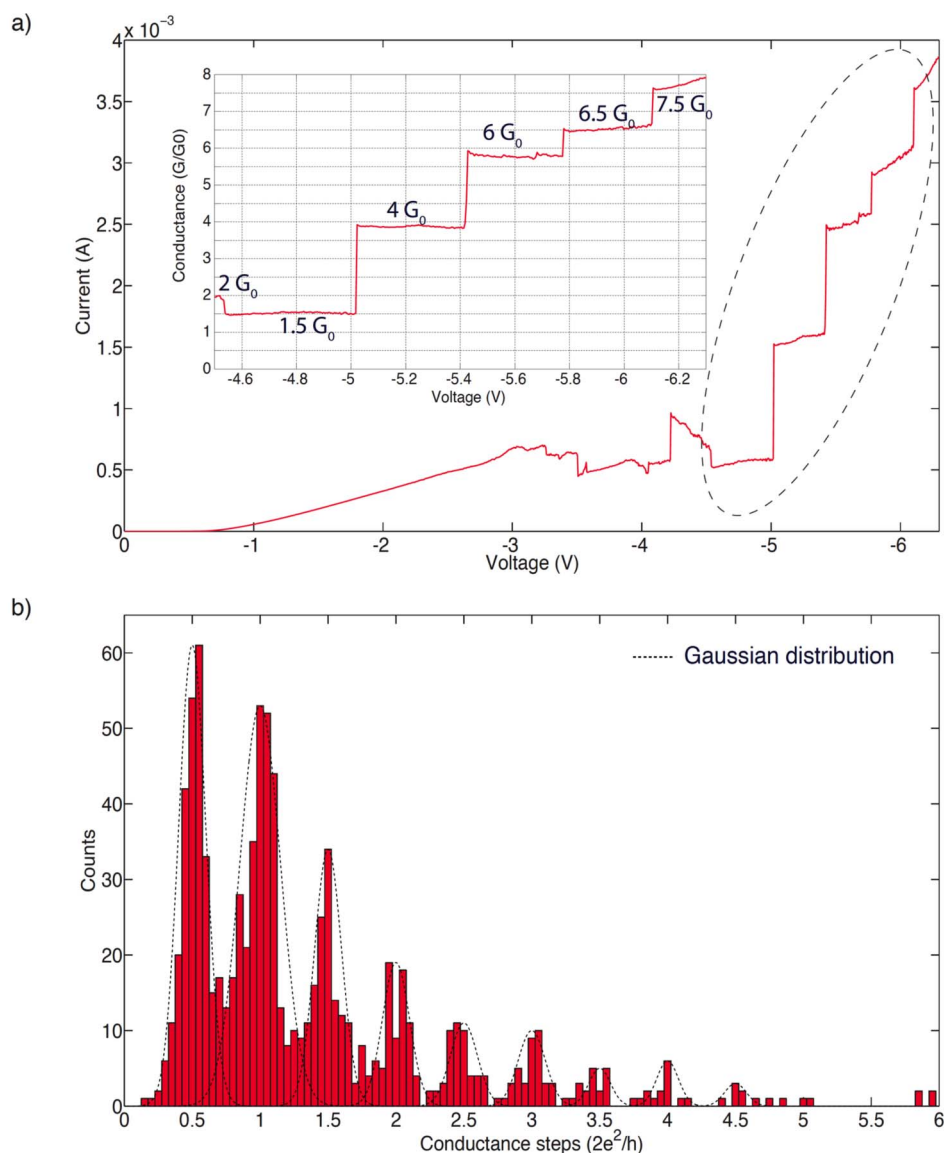 a)
x 10⁻³
4
3.5
3
2.5
2
1.5
1
0.5
0
Current (A)
0 -1 -2 -3 -4 -5 -6
Voltage (V)
8
7
6
5
4
3
2
1
0
Conductance (G/G0)
2 G₀
1.5 G₀
4 G₀
6 G₀
6.5 G₀
7.5 G₀
-4.6 -4.8 -5 -5.2 -5.4 -5.6 -5.8 -6 -6.2
Voltage (V)
b)
Gaussian distribution
60
50
40
30
20
10
0
Counts
0 0.5 1 1.5 2 2.5 3 3.5 4 4.5 5 5.5 6
Conductance steps (2e²/h)